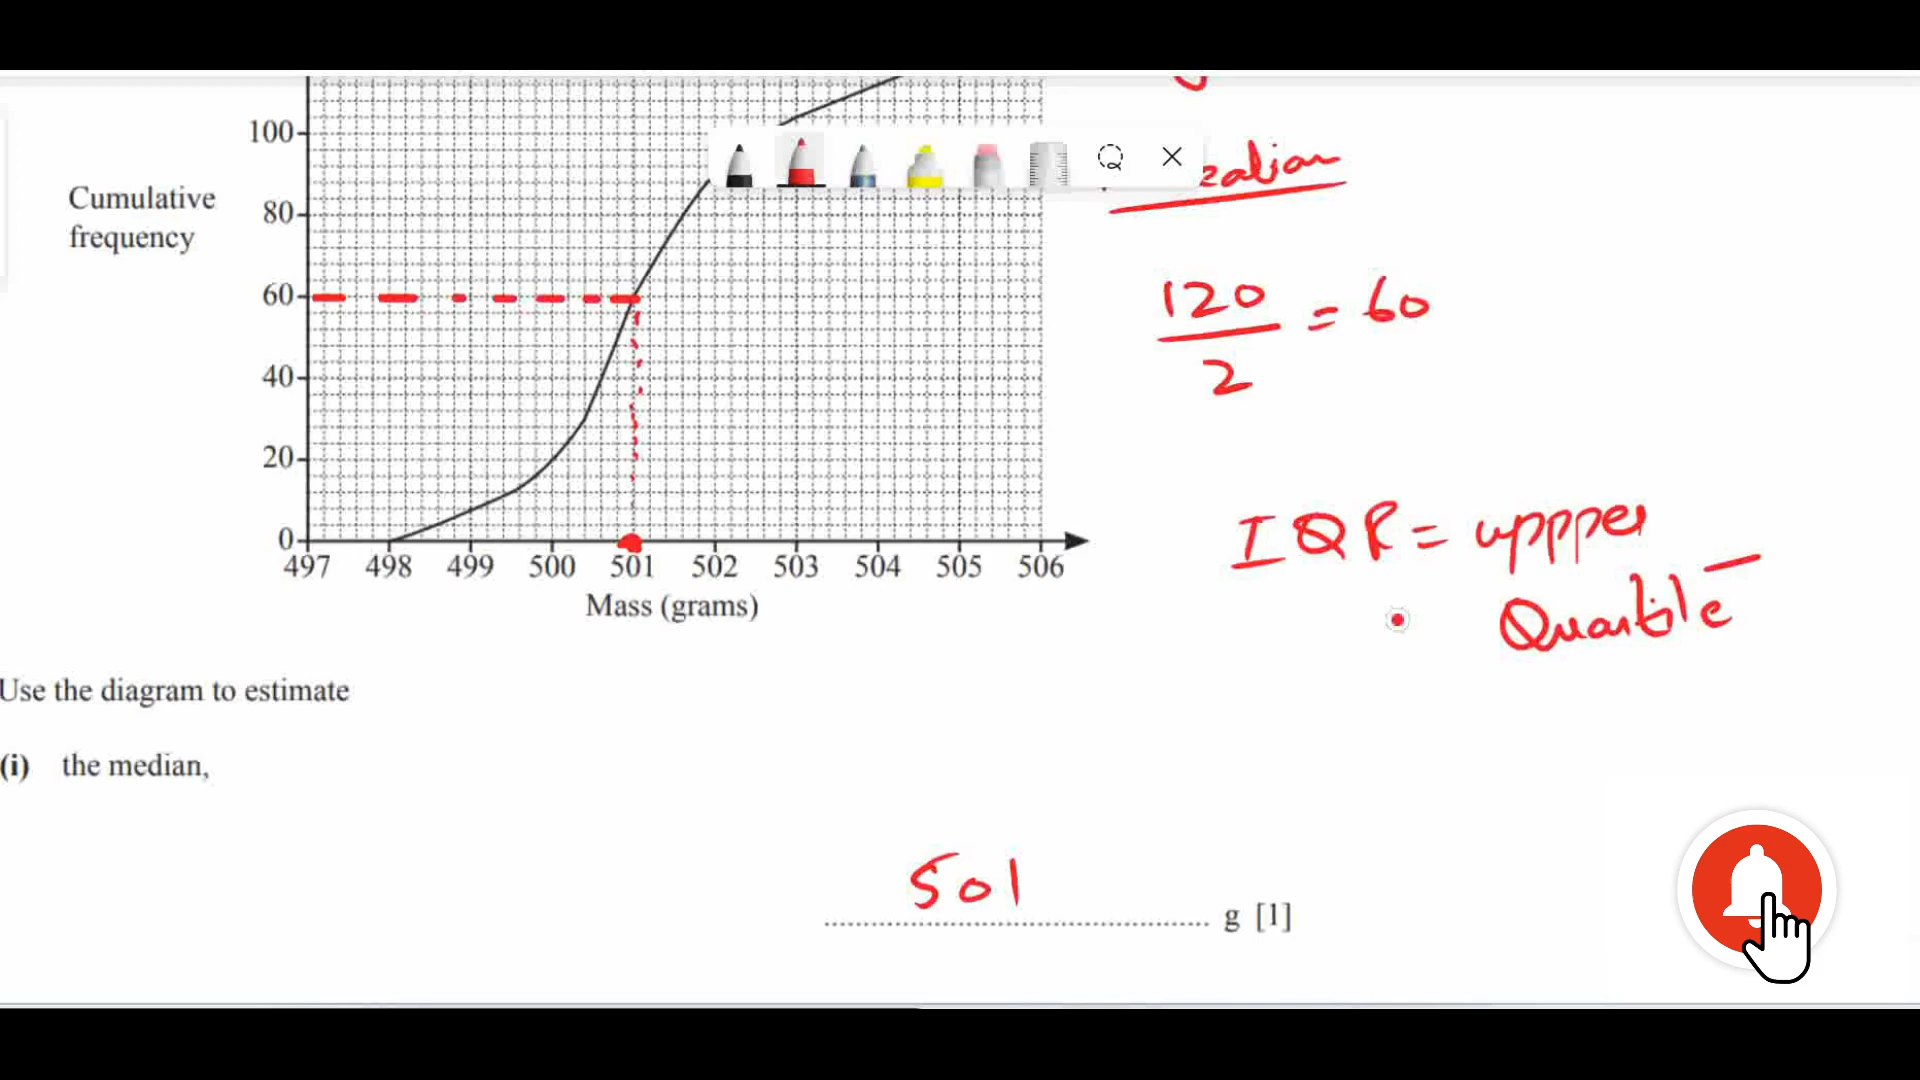 100
Cumulative
frequency
80
60
40
20
0
497 498 499 500 501 502 503 504 505 506
Mass (grams)
120
2
= 60
IQR = uppper
Quartile —
Use the diagram to estimate
(i) the median,
501
g [1]